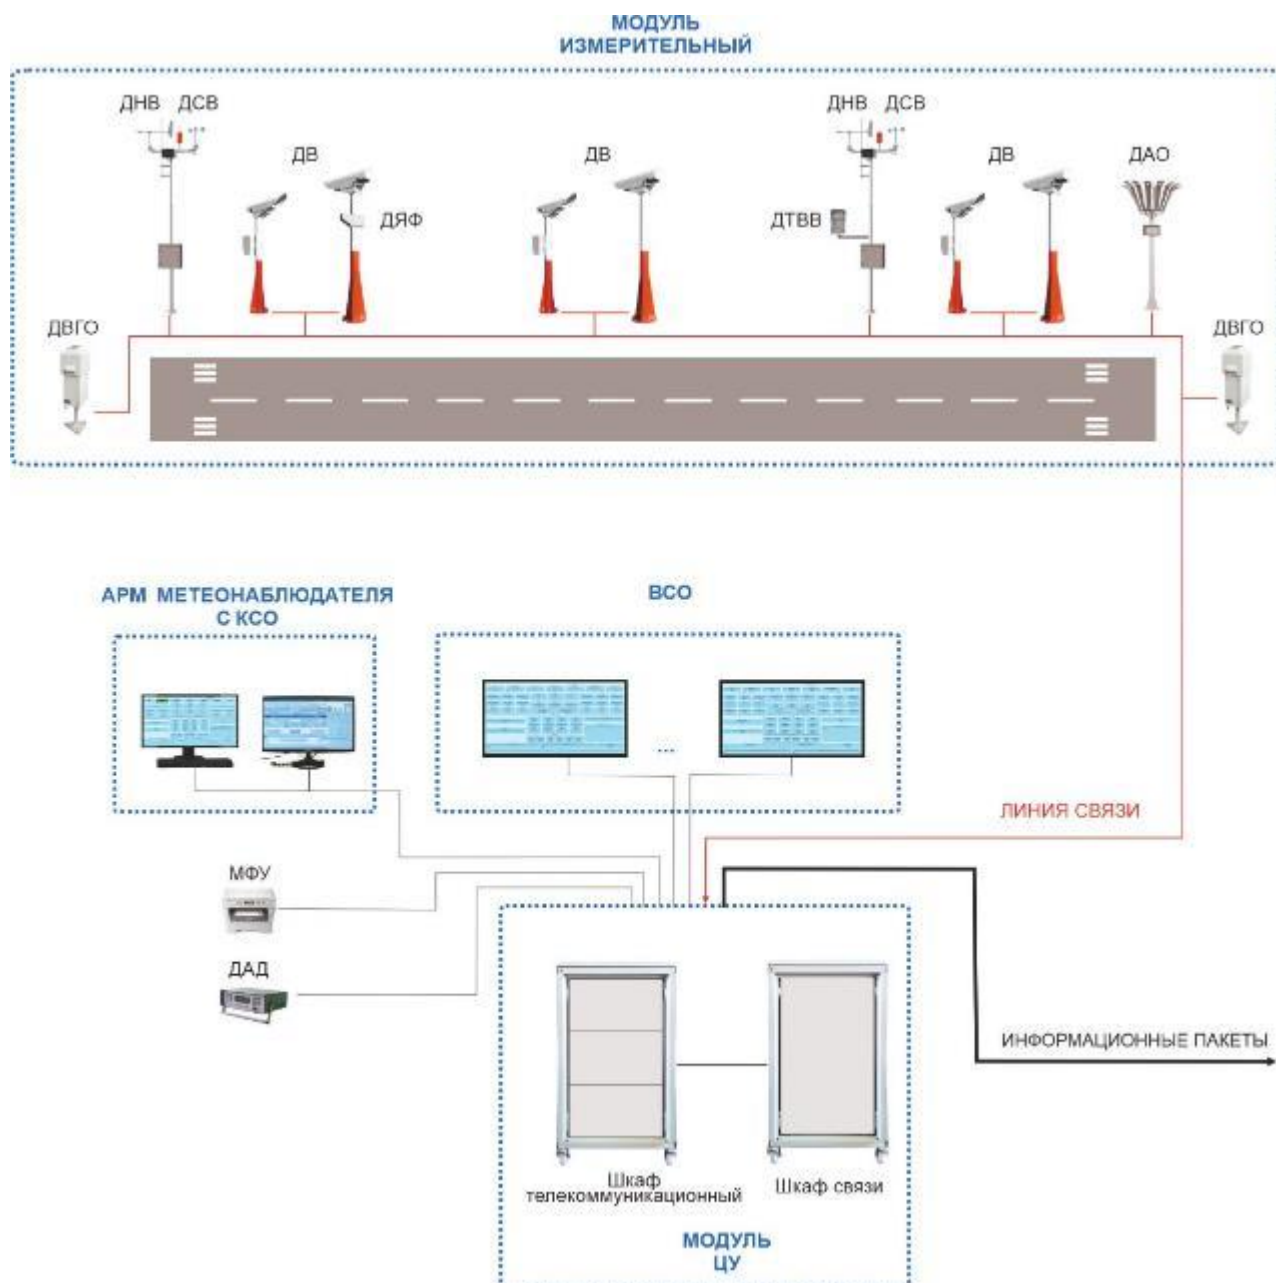 МОДУЛЬ
ИЗМЕРИТЕЛЬНЫЙ
ДНВ ДСВ
ДНВ ДСВ
ДВ
ДВ
ДВ
ДАО
ДЯФ
ДТВВ
ДВГО
ДВГО
АРМ МЕТЕОНАБЛЮДАТЕЛЯ
С КСО
ВСО
...
ЛИНИЯ СВЯЗИ
МФУ
ДАД
ИНФОРМАЦИОННЫЕ ПАКЕТЫ
Шкаф
телекоммуникационный
Шкаф связи
МОДУЛЬ
ЦУ